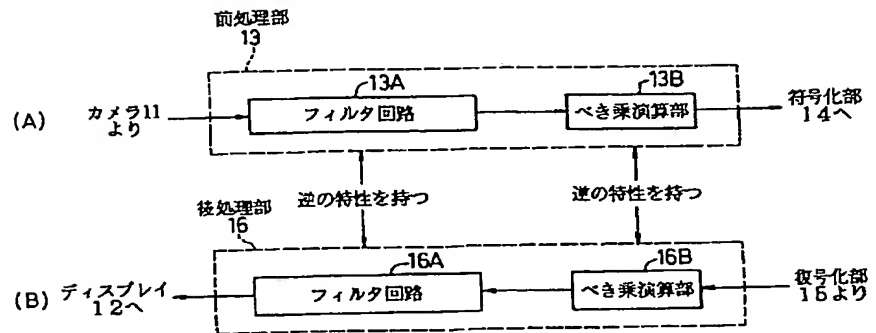 前処理部
13
13A
13B
(A)
カメラ11
より
フィルタ回路
べき乗演算部
符号化部
14へ
逆の特性を持つ
逆の特性を持つ
後処理部
16
16A
16B
(B)
ディスプレイ
12へ
フィルタ回路
べき乗演算部
復号化部
15より